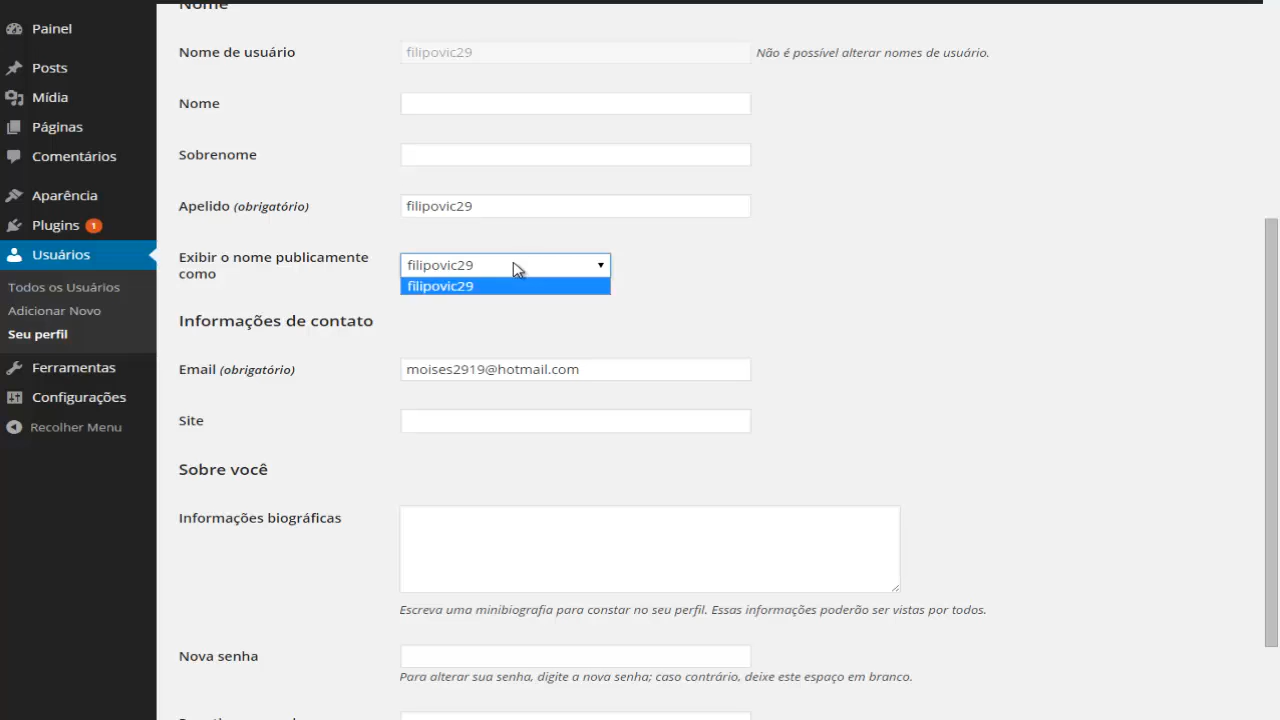 Nome
Painel
Posts
Mídia
Páginas
Comentários
Aparência
Plugins 1
Usuários
Todos os Usuários
Adicionar Novo
Seu perfil
Ferramentas
Configurações
Recolher Menu
Nome de usuário
filipovic29
Não é possível alterar nomes de usuário.
Nome
Sobrenome
Apelido (obrigatório)
filipovic29
Exibir o nome publicamente
como
filipovic29
filipovic29
Informações de contato
Email (obrigatório)
moises2919@hotmail.com
Site
Sobre você
Informações biográficas
Escreva uma minibiografia para constar no seu perfil. Essas informações poderão ser vistas por todos.
Nova senha
Para alterar sua senha, digite a nova senha; caso contrário, deixe este espaço em branco.